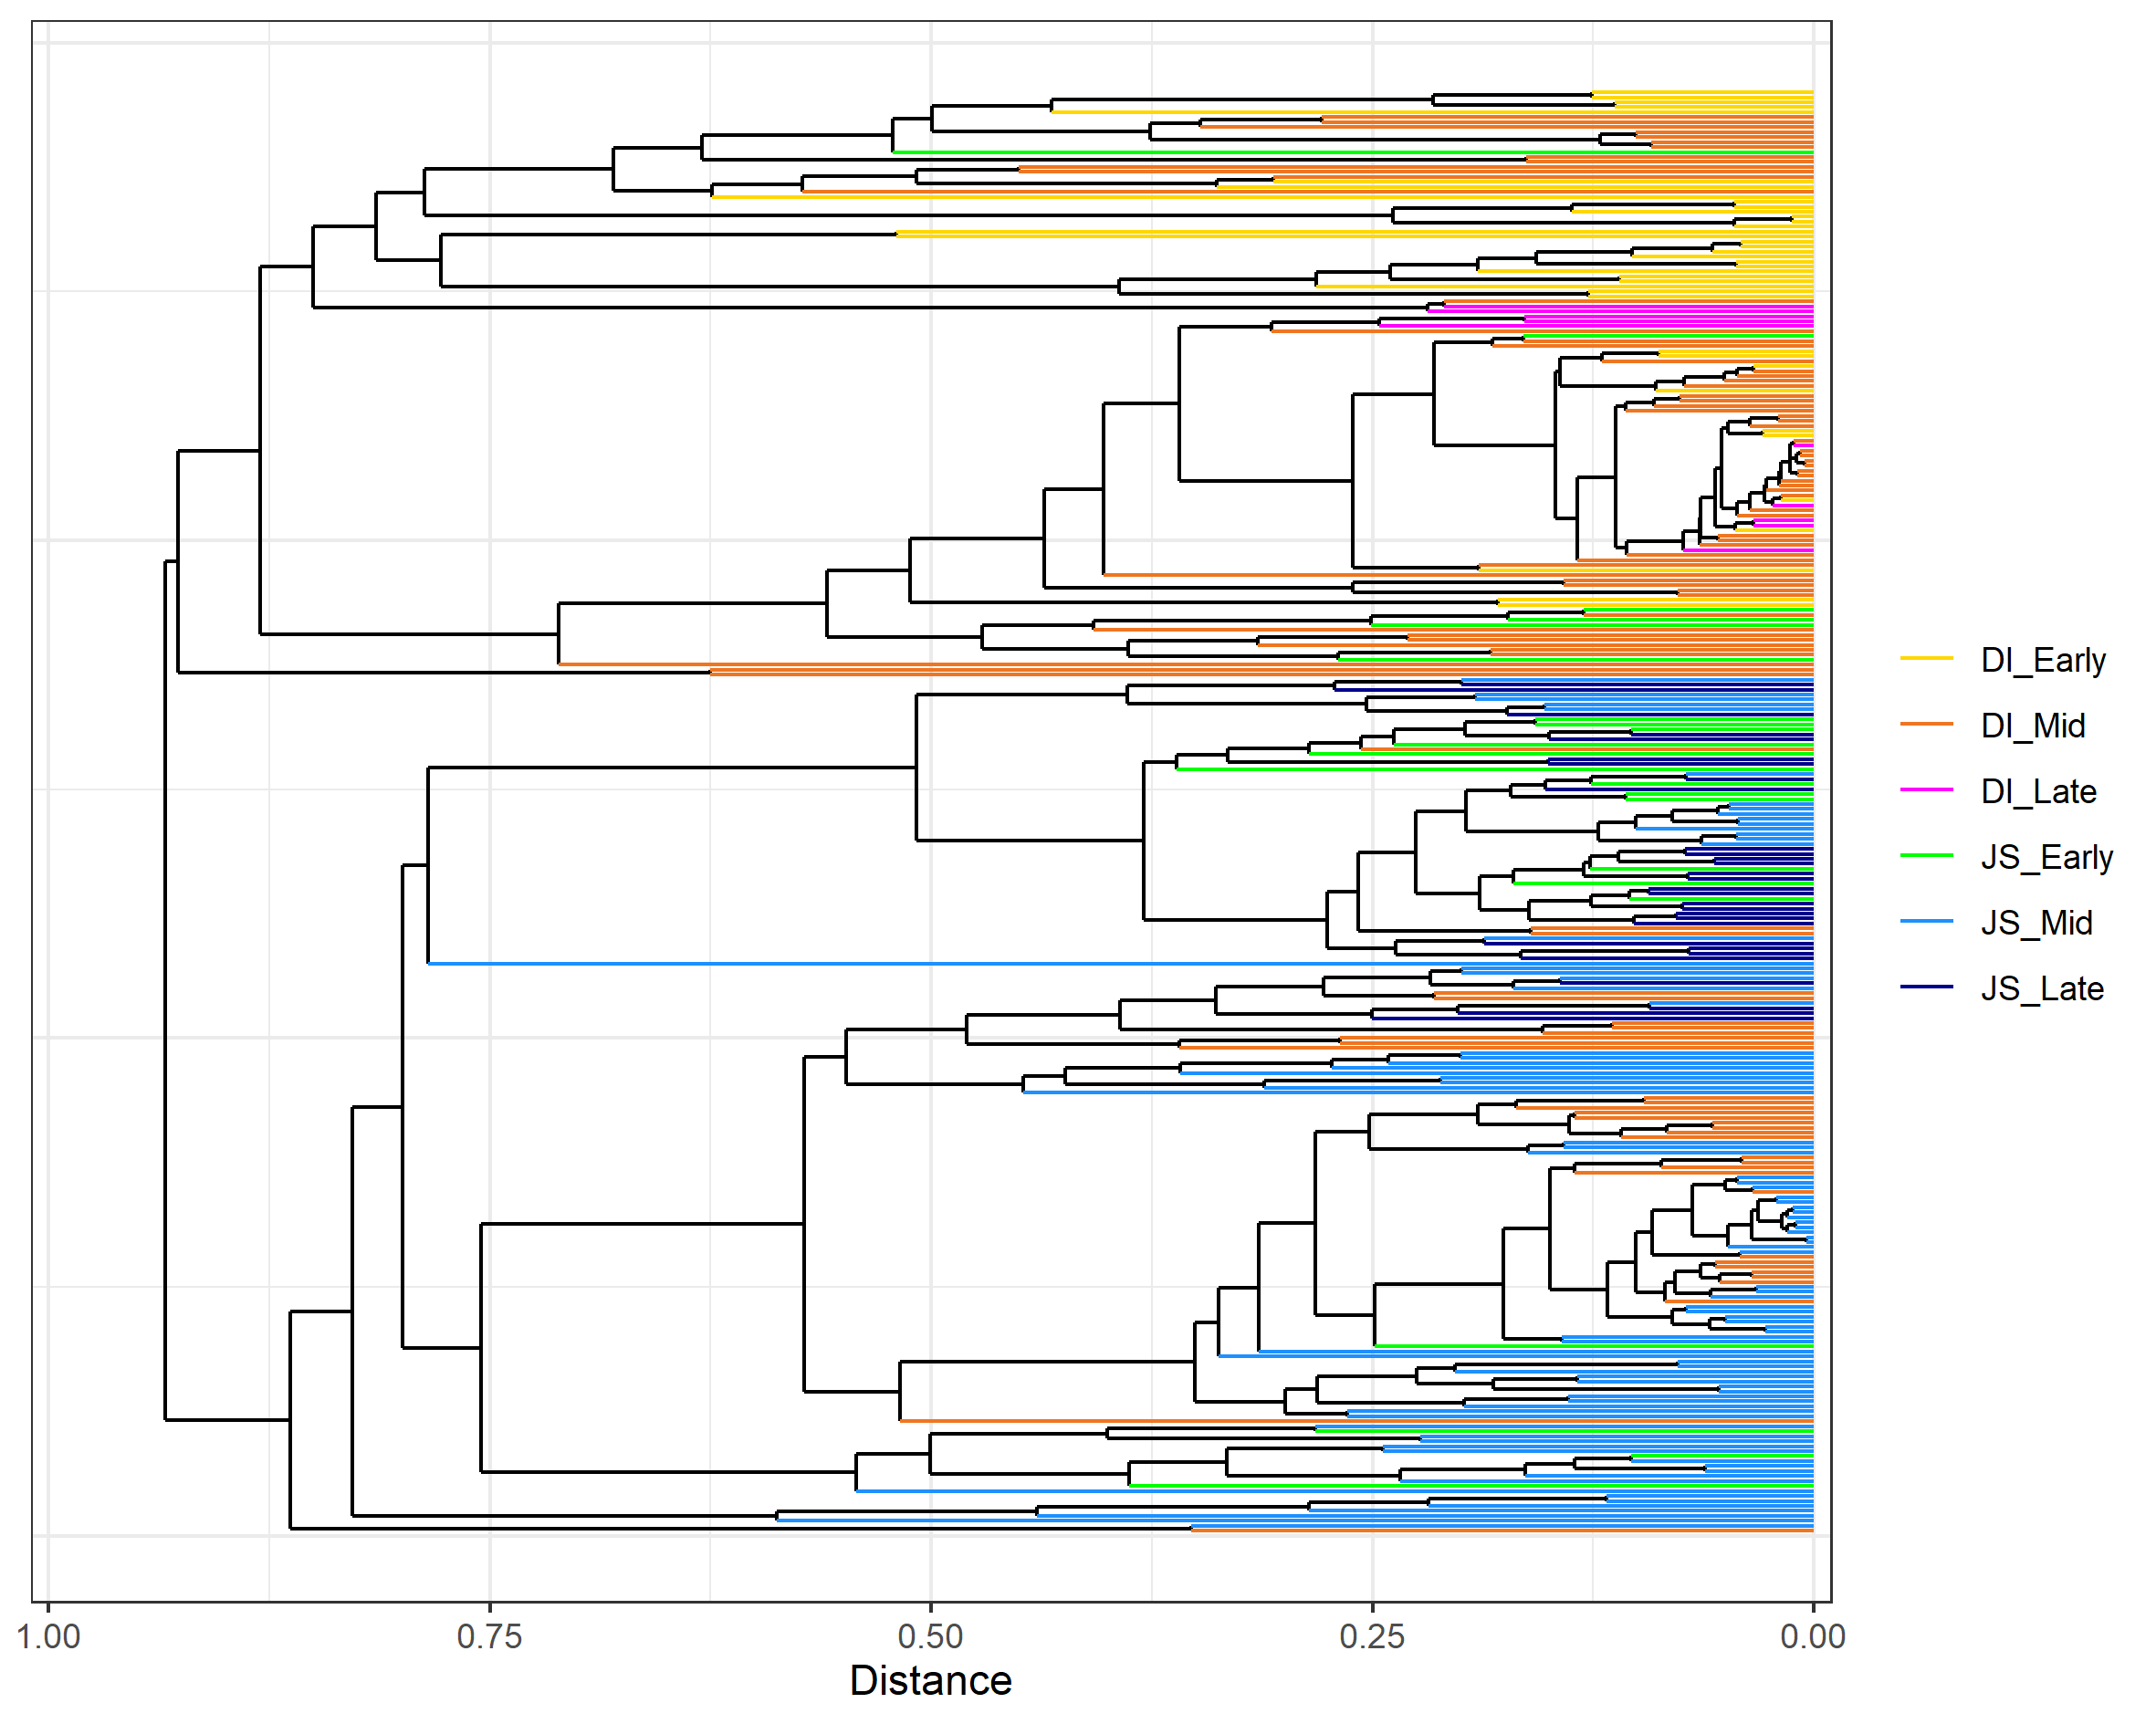 DI_Early
DI_Mid
DI_Late
JS_Early
JS_Mid
JS_Late
1.00 0.75 0.50 0.25 0.00
Distance